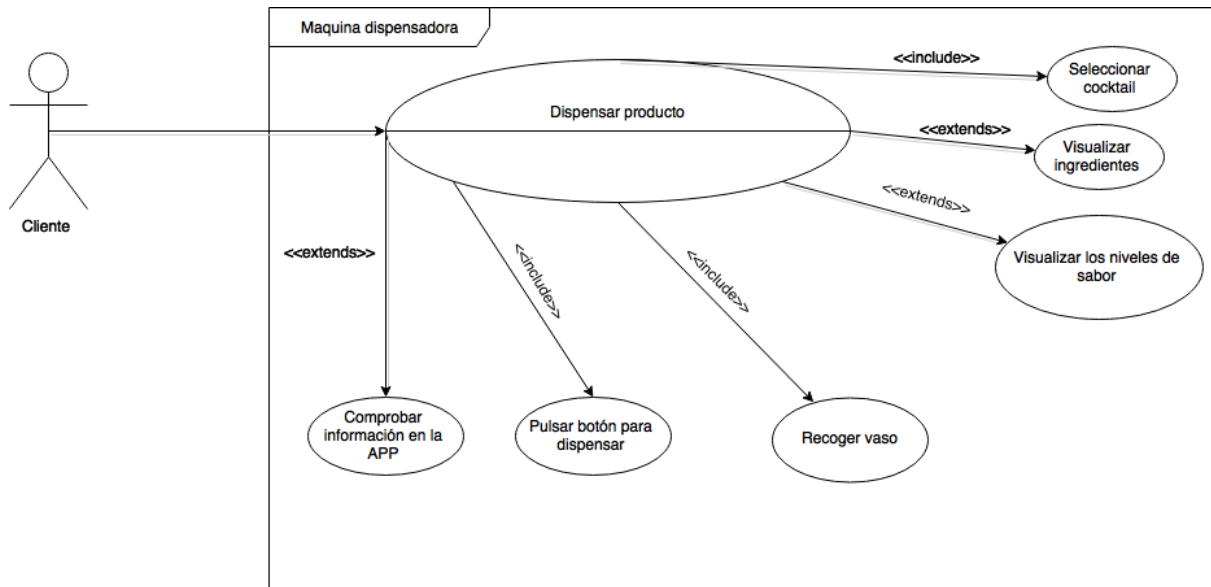 Maquina dispensadora
<<include>>
Seleccionar
cocktail
Dispensar producto
<<extends>>
Visualizar
ingredientes
<<extends>>
Cliente
Visualizar los niveles de
sabor
<<extends>>
<<include>>
<<include>>
Comprobar
información en la
APP
Pulsar botón para
dispensar
Recoger vaso